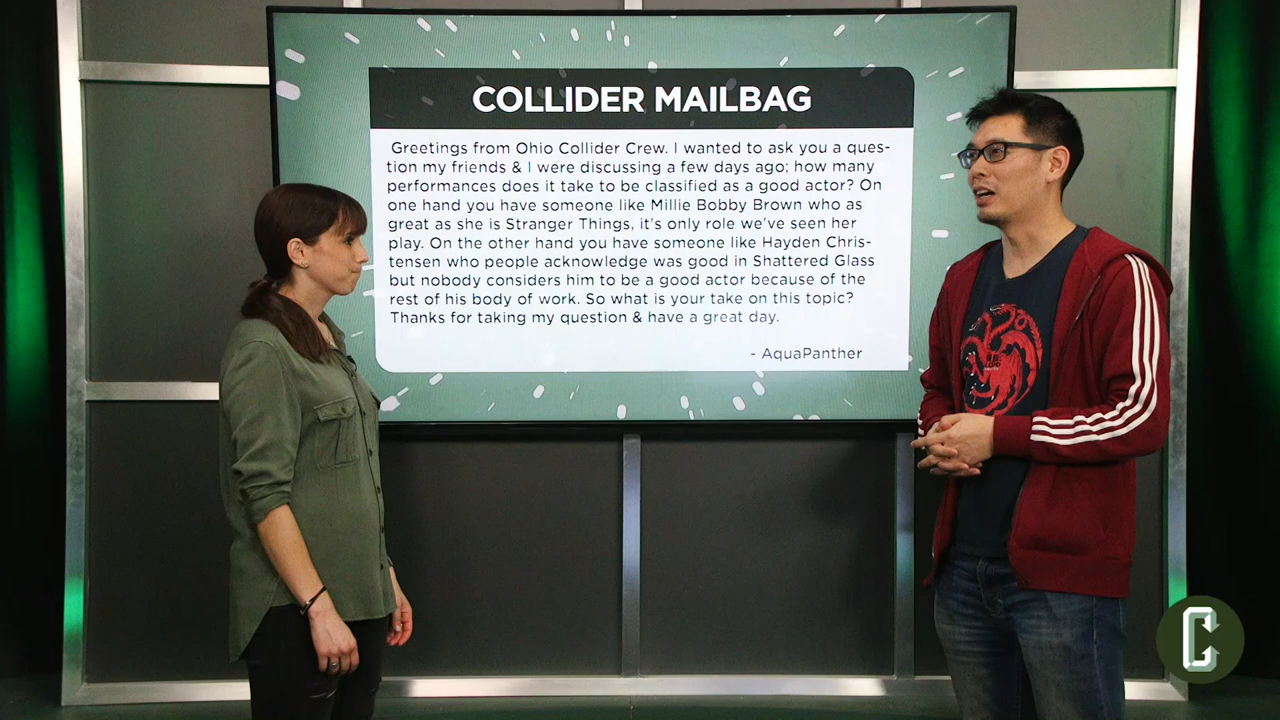 COLLIDER MAILBAG
Greetings from Ohio Collider Crew. I wanted to ask you a ques-
tion my friends & I were discussing a few days ago; how many
performances does it take to be classified as a good actor? On
one hand you have someone like Millie Bobby Brown who as
great as she is Stranger Things, it's only role we've seen her
play. On the other hand you have someone like Hayden Chris-
tensen who people acknowledge was good in Shattered Glass
but nobody considers him to be a good actor because of the
rest of his body of work. So what is your take on this topic?
Thanks for taking my question & have a great day.
- AquaPanther
C